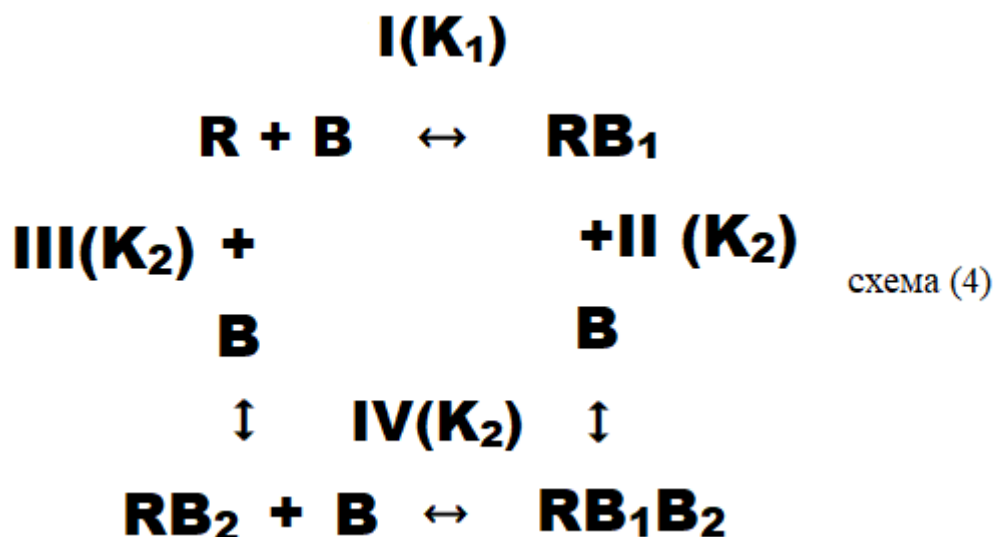 I(K₁)
R + B ↔ RB₁
III(K₂) + +II (K₂)
схема (4)
B B
↕ IV(K₂) ↕
RB₂ + B ↔ RB₁B₂